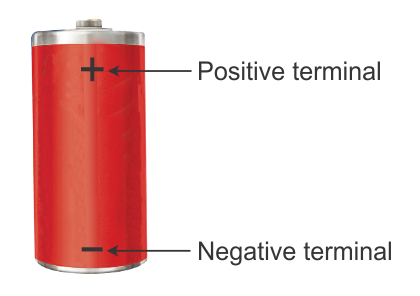 +
Positive terminal
−
Negative terminal